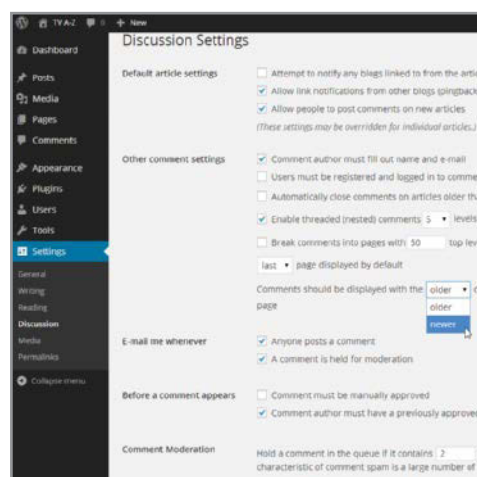 TV A-Z + New
Dashboard
Posts
Media
Pages
Comments
Appearance
Plugins
Users
Tools
Settings
General
Writing
Reading
Discussion
Media
Permalinks
Collapse menu
Discussion Settings
Default article settings
Attempt to notify any blogs linked to from the artic
Allow link notifications from other blogs (pingback
Allow people to post comments on new articles
(These settings may be overridden for individual articles.)
Other comment settings
Comment author must fill out name and e-mail
Users must be registered and logged in to comme
Automatically close comments on articles older th
Enable threaded (nested) comments 5 levels
Break comments into pages with 50 top lev
last page displayed by default
Comments should be displayed with the older
page
older
newer
E-mail me whenever
Anyone posts a comment
A comment is held for moderation
Before a comment appears
Comment must be manually approved
Comment author must have a previously approve
Comment Moderation
Hold a comment in the queue if it contains 2
characteristic of comment spam is a large number of